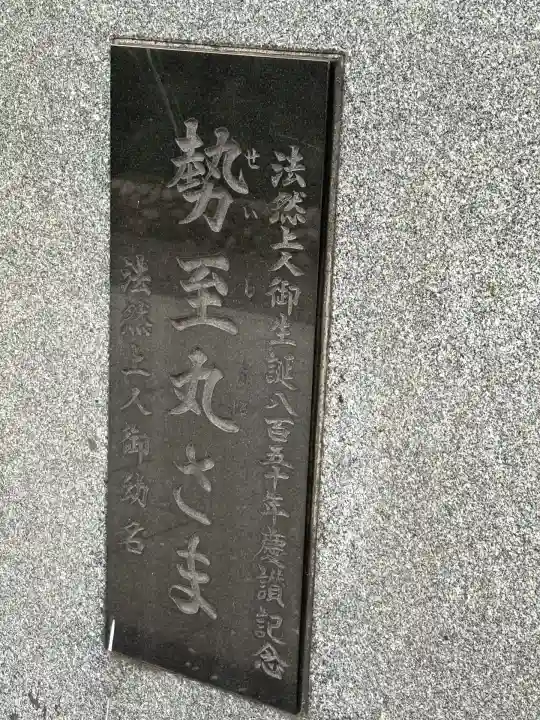 法然上人御生誕八百五十年慶讃記念
せいし まる
勢至丸さま
法然上人御幼名